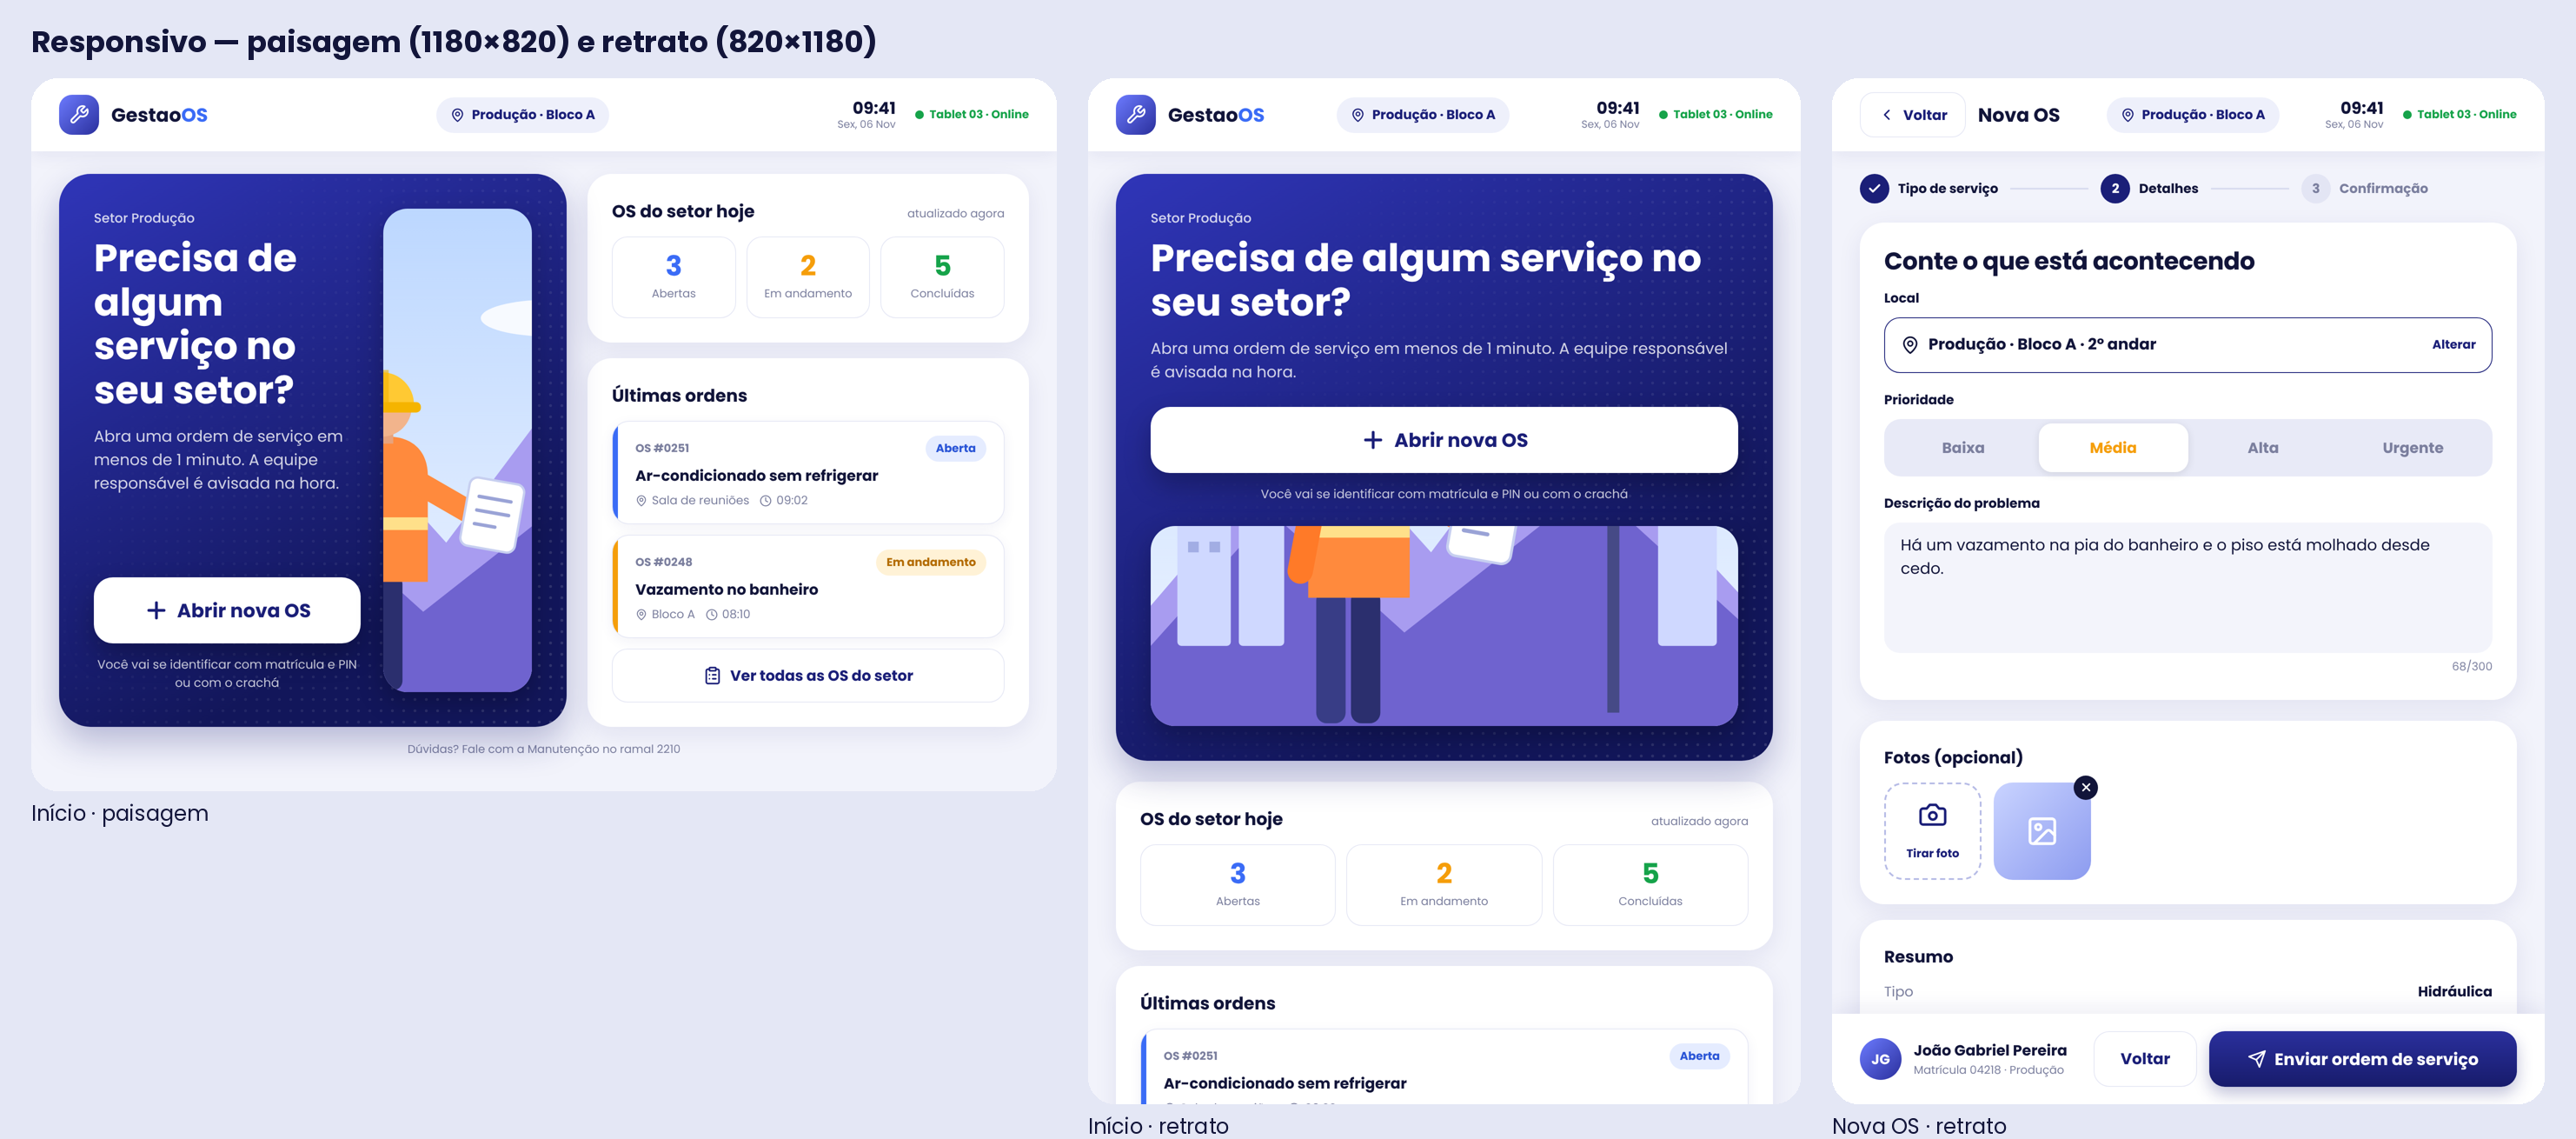 Responsivo — paisagem (1180×820) e retrato (820×1180)
GestaoOS
Produção · Bloco A
09:41
Sex, 06 Nov
Tablet 03 · Online
Setor Produção
Precisa de
algum
serviço no
seu setor?
Abra uma ordem de serviço em
menos de 1 minuto. A equipe
responsável é avisada na hora.
Abrir nova OS
Você vai se identificar com matrícula e PIN
ou com o crachá
OS do setor hoje
atualizado agora
3
Abertas
2
Em andamento
5
Concluídas
Últimas ordens
OS #0251
Aberta
Ar-condicionado sem refrigerar
Sala de reuniões
09:02
OS #0248
Em andamento
Vazamento no banheiro
Bloco A
08:10
Ver todas as OS do setor
Dúvidas? Fale com a Manutenção no ramal 2210
Início · paisagem
GestaoOS
Produção · Bloco A
09:41
Sex, 06 Nov
Tablet 03 · Online
Setor Produção
Precisa de algum serviço no
seu setor?
Abra uma ordem de serviço em menos de 1 minuto. A equipe responsável
é avisada na hora.
Abrir nova OS
Você vai se identificar com matrícula e PIN ou com o crachá
OS do setor hoje
atualizado agora
3
Abertas
2
Em andamento
5
Concluídas
Últimas ordens
OS #0251
Aberta
Ar-condicionado sem refrigerar
Início · retrato
Voltar
Nova OS
Produção · Bloco A
09:41
Sex, 06 Nov
Tablet 03 · Online
Tipo de serviço
2
Detalhes
3
Confirmação
Conte o que está acontecendo
Local
Produção · Bloco A · 2º andar
Alterar
Prioridade
Baixa
Média
Alta
Urgente
Descrição do problema
Há um vazamento na pia do banheiro e o piso está molhado desde
cedo.
68/300
Fotos (opcional)
Tirar foto
Resumo
Tipo
Hidráulica
JG
João Gabriel Pereira
Matrícula 04218 · Produção
Voltar
Enviar ordem de serviço
Nova OS · retrato